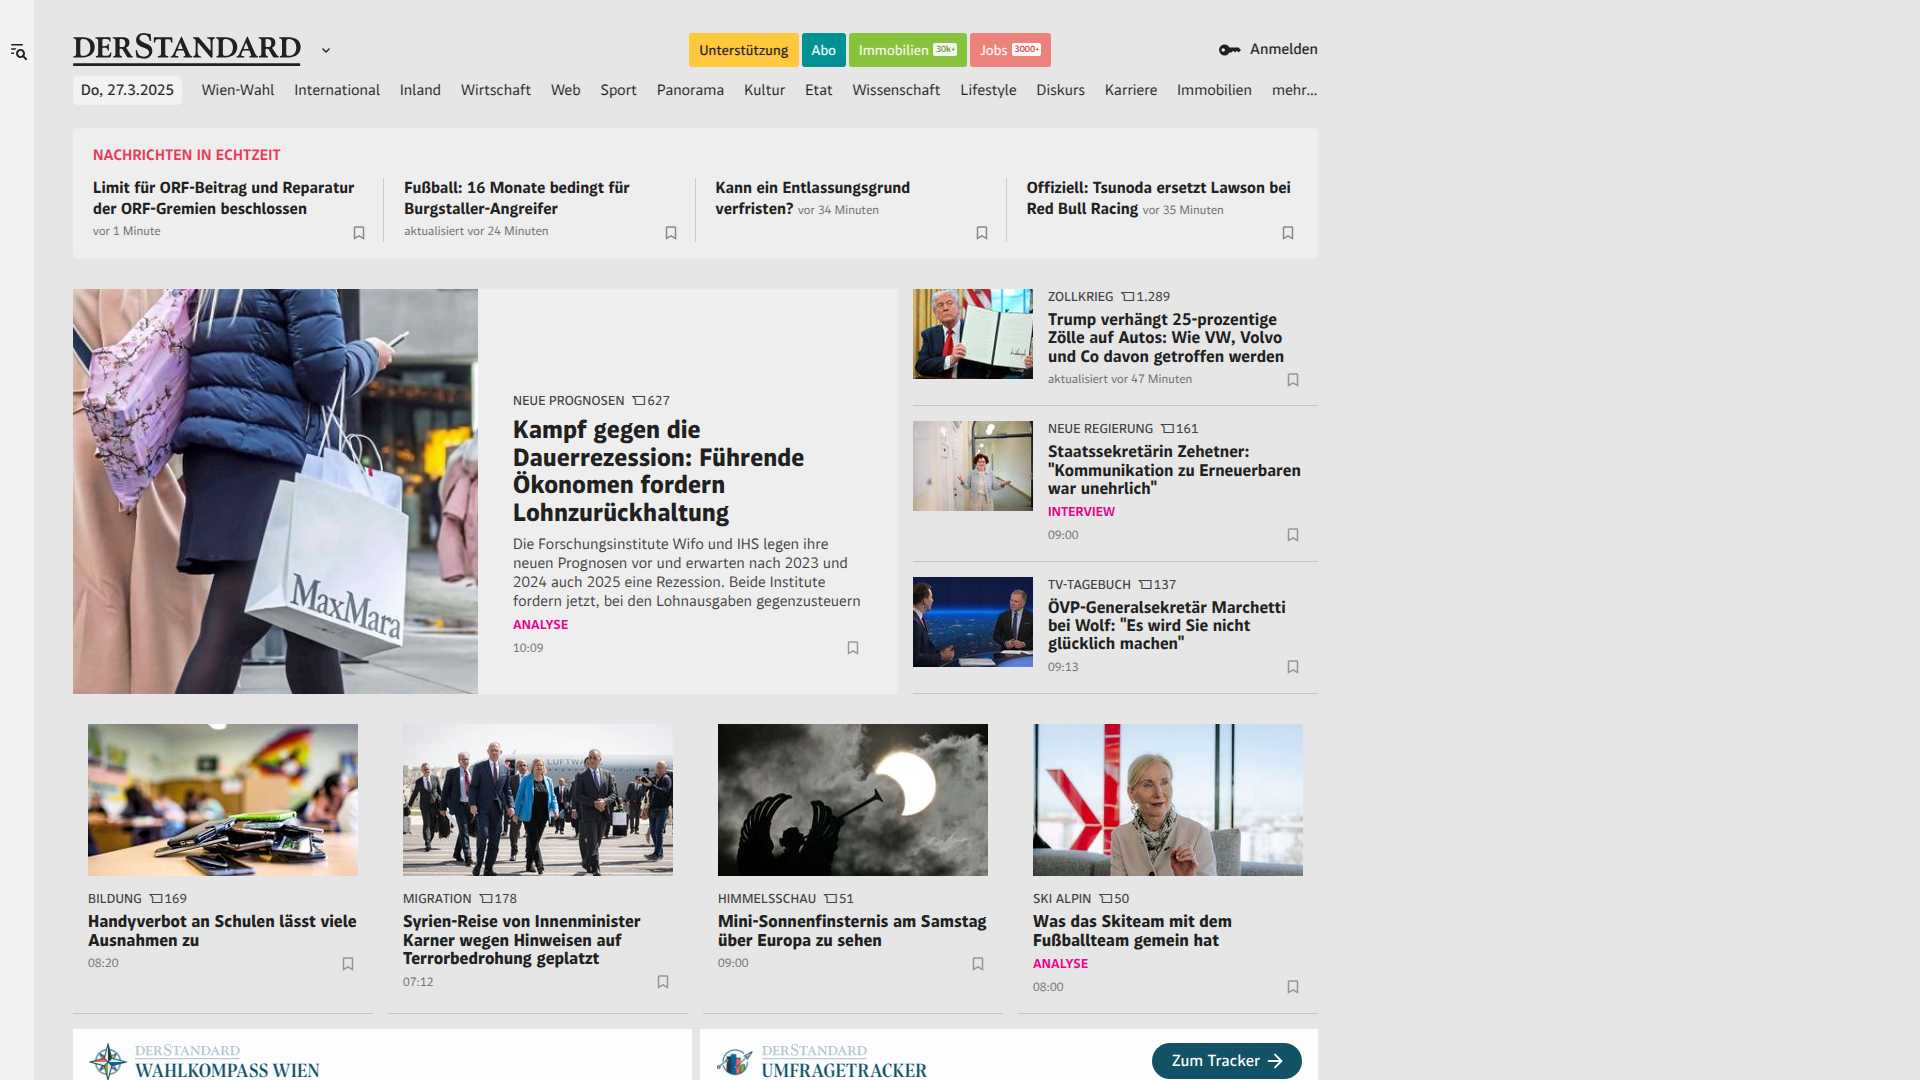 DERSTANDARD
Unterstützung
Abo
Immobilien 30k+
Jobs 3000+
Anmelden
Do, 27.3.2025
Wien-Wahl
International
Inland
Wirtschaft
Web
Sport
Panorama
Kultur
Etat
Wissenschaft
Lifestyle
Diskurs
Karriere
Immobilien
mehr...
NACHRICHTEN IN ECHTZEIT
Limit für ORF-Beitrag und Reparatur
der ORF-Gremien beschlossen
vor 1 Minute
Fußball: 16 Monate bedingt für
Burgstaller-Angreifer
aktualisiert vor 24 Minuten
Kann ein Entlassungsgrund
verfristen? vor 34 Minuten
Offiziell: Tsunoda ersetzt Lawson bei
Red Bull Racing vor 35 Minuten
MaxMara
NEUE PROGNOSEN 627
Kampf gegen die
Dauerrezession: Führende
Ökonomen fordern
Lohnzurückhaltung
Die Forschungsinstitute Wifo und IHS legen ihre
neuen Prognosen vor und erwarten nach 2023 und
2024 auch 2025 eine Rezession. Beide Institute
fordern jetzt, bei den Lohnausgaben gegenzusteuern
ANALYSE
10:09
ZOLLKRIEG 1.289
Trump verhängt 25-prozentige
Zölle auf Autos: Wie VW, Volvo
und Co davon getroffen werden
aktualisiert vor 47 Minuten
NEUE REGIERUNG 161
Staatssekretärin Zehetner:
"Kommunikation zu Erneuerbaren
war unehrlich"
INTERVIEW
09:00
TV-TAGEBUCH 137
ÖVP-Generalsekretär Marchetti
bei Wolf: "Es wird Sie nicht
glücklich machen"
09:13
BILDUNG 169
Handyverbot an Schulen lässt viele
Ausnahmen zu
08:20
LUFTW
MIGRATION 178
Syrien-Reise von Innenminister
Karner wegen Hinweisen auf
Terrorbedrohung geplatzt
07:12
HIMMELSSCHAU 51
Mini-Sonnenfinsternis am Samstag
über Europa zu sehen
09:00
SKI ALPIN 50
Was das Skiteam mit dem
Fußballteam gemein hat
ANALYSE
08:00
DERSTANDARD
WAHLKOMPASS WIEN
DERSTANDARD
UMFRAGETRACKER
Zum Tracker